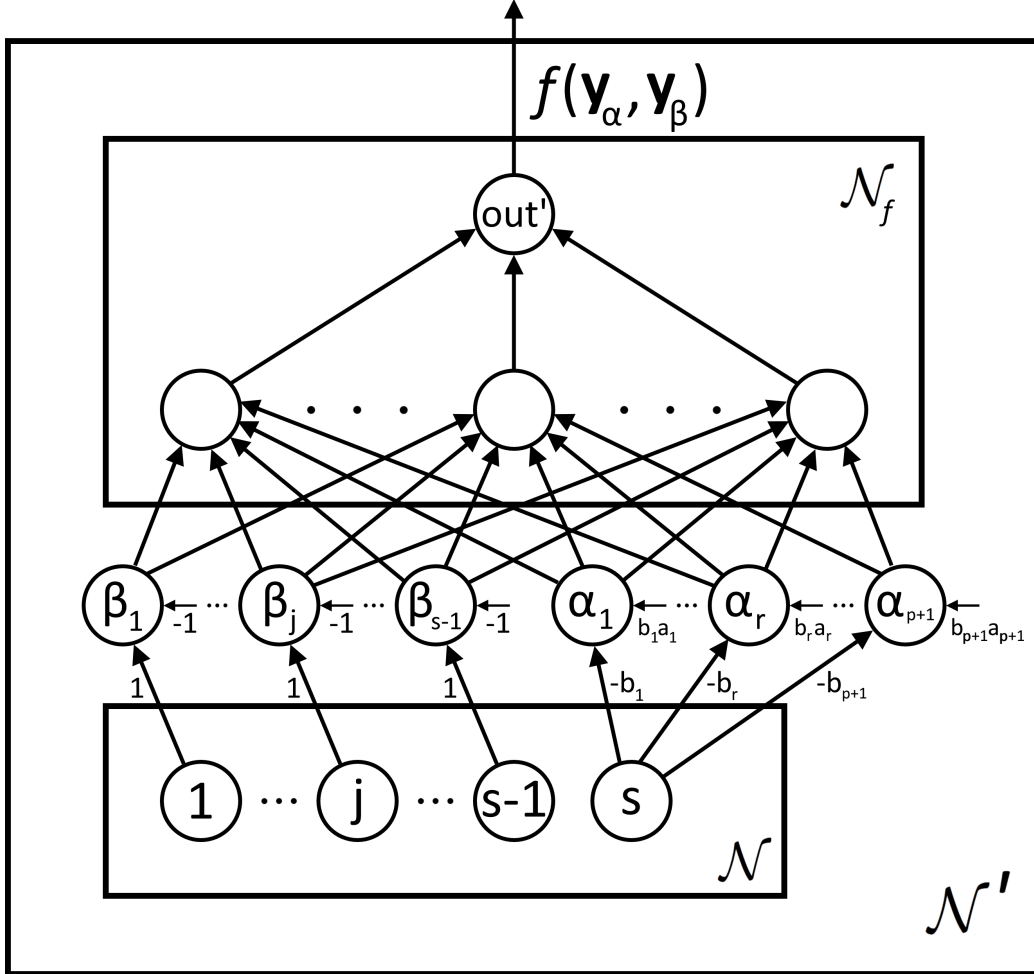 f(y_α, y_β)
𝒩_f
out'
· · · · · ·
β_1 -1 ··· β_j -1 ··· β_{s-1} -1 α_1 b_1a_1 ··· α_r b_ra_r ··· α_{p+1} b_{p+1}a_{p+1}
1 1 1 -b_1 -b_r -b_{p+1}
1 ··· j ··· s-1 s
𝒩
𝒩'